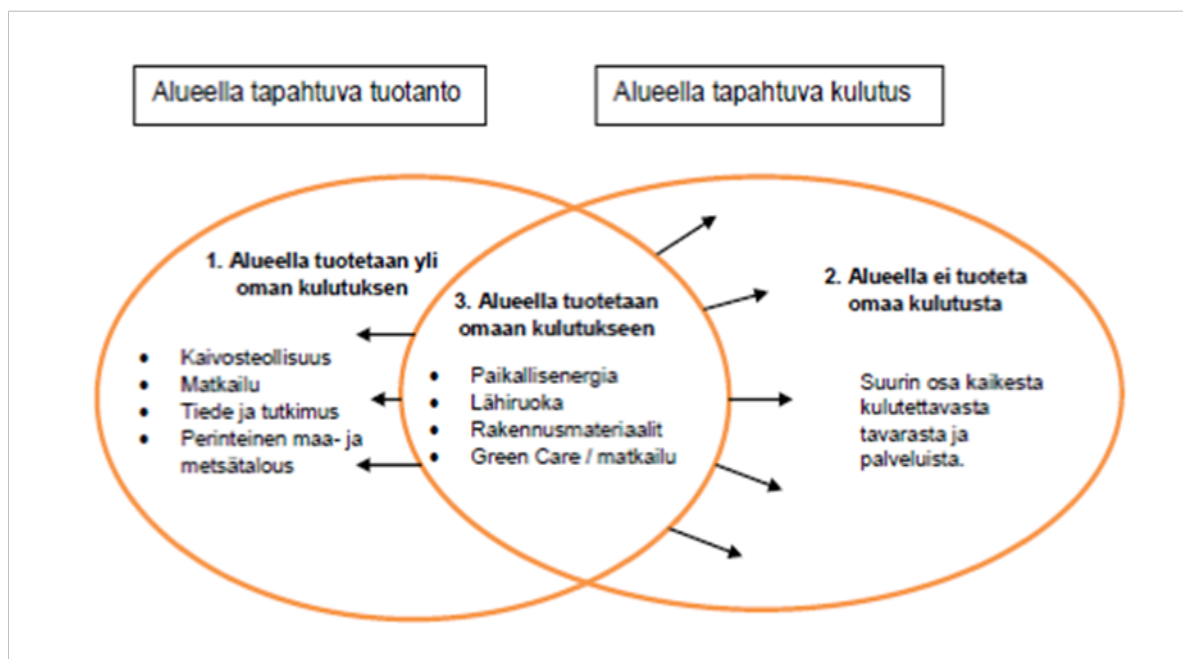 Alueella tapahtuva tuotanto
Alueella tapahtuva kulutus
1. Alueella tuotetaan yli
oman kulutuksen
• Kaivosteollisuus
• Matkailu
• Tiede ja tutkimus
• Perinteinen maa- ja
metsätalous
3. Alueella tuotetaan
omaan kulutukseen
• Paikallisenergia
• Lähiruoka
• Rakennusmateriaalit
• Green Care / matkailu
2. Alueella ei tuoteta
omaa kulutusta
Suurin osa kaikesta
kulutettavasta
tavarasta ja
palveluista.